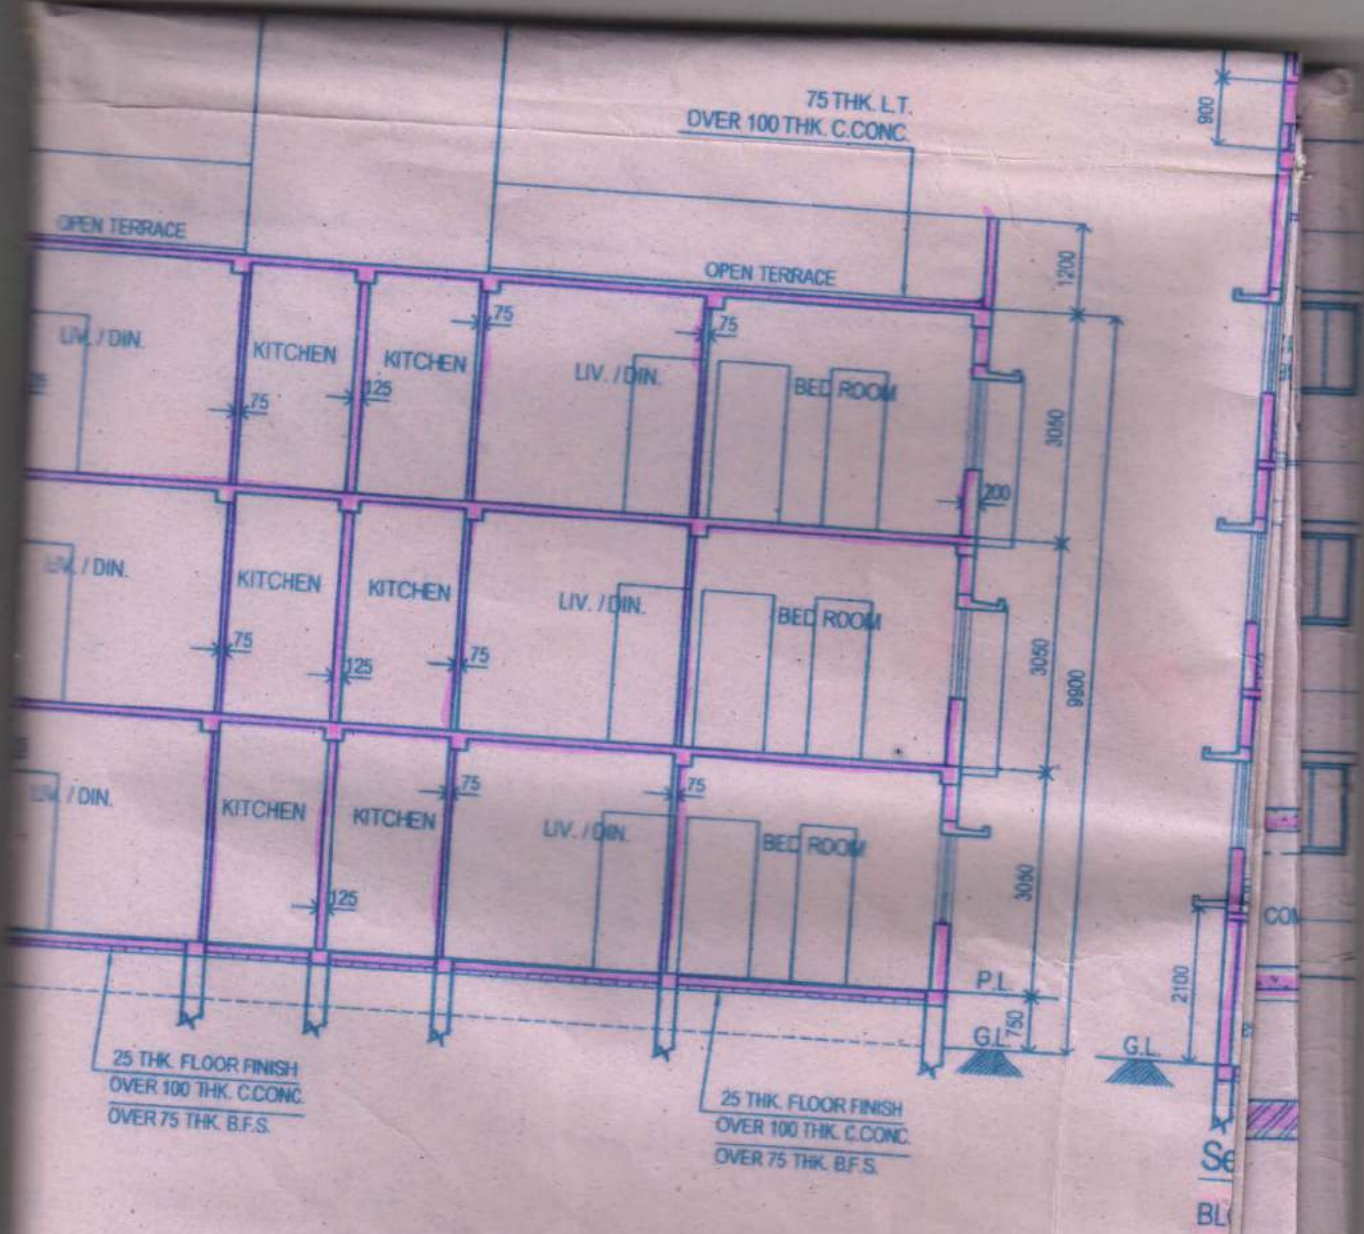 75 THK. L.T.
OVER 100 THK. C.CONC.
900
OPEN TERRACE
OPEN TERRACE
1200
LIV. / DIN.
KITCHEN
KITCHEN
75
LIV. / DIN.
75
BED ROOM
75
125
3050
200
LIV. / DIN.
KITCHEN
KITCHEN
LIV. / DIN.
BED ROOM
75
125
75
3050
9900
LIV. / DIN.
KITCHEN
KITCHEN
75
LIV. / DIN.
75
BED ROOM
125
3050
P.L.
750
G.L.
2100
G.L.
25 THK. FLOOR FINISH
OVER 100 THK. C.CONC.
OVER 75 THK. B.F.S.
25 THK. FLOOR FINISH
OVER 100 THK. C.CONC.
OVER 75 THK. B.F.S.